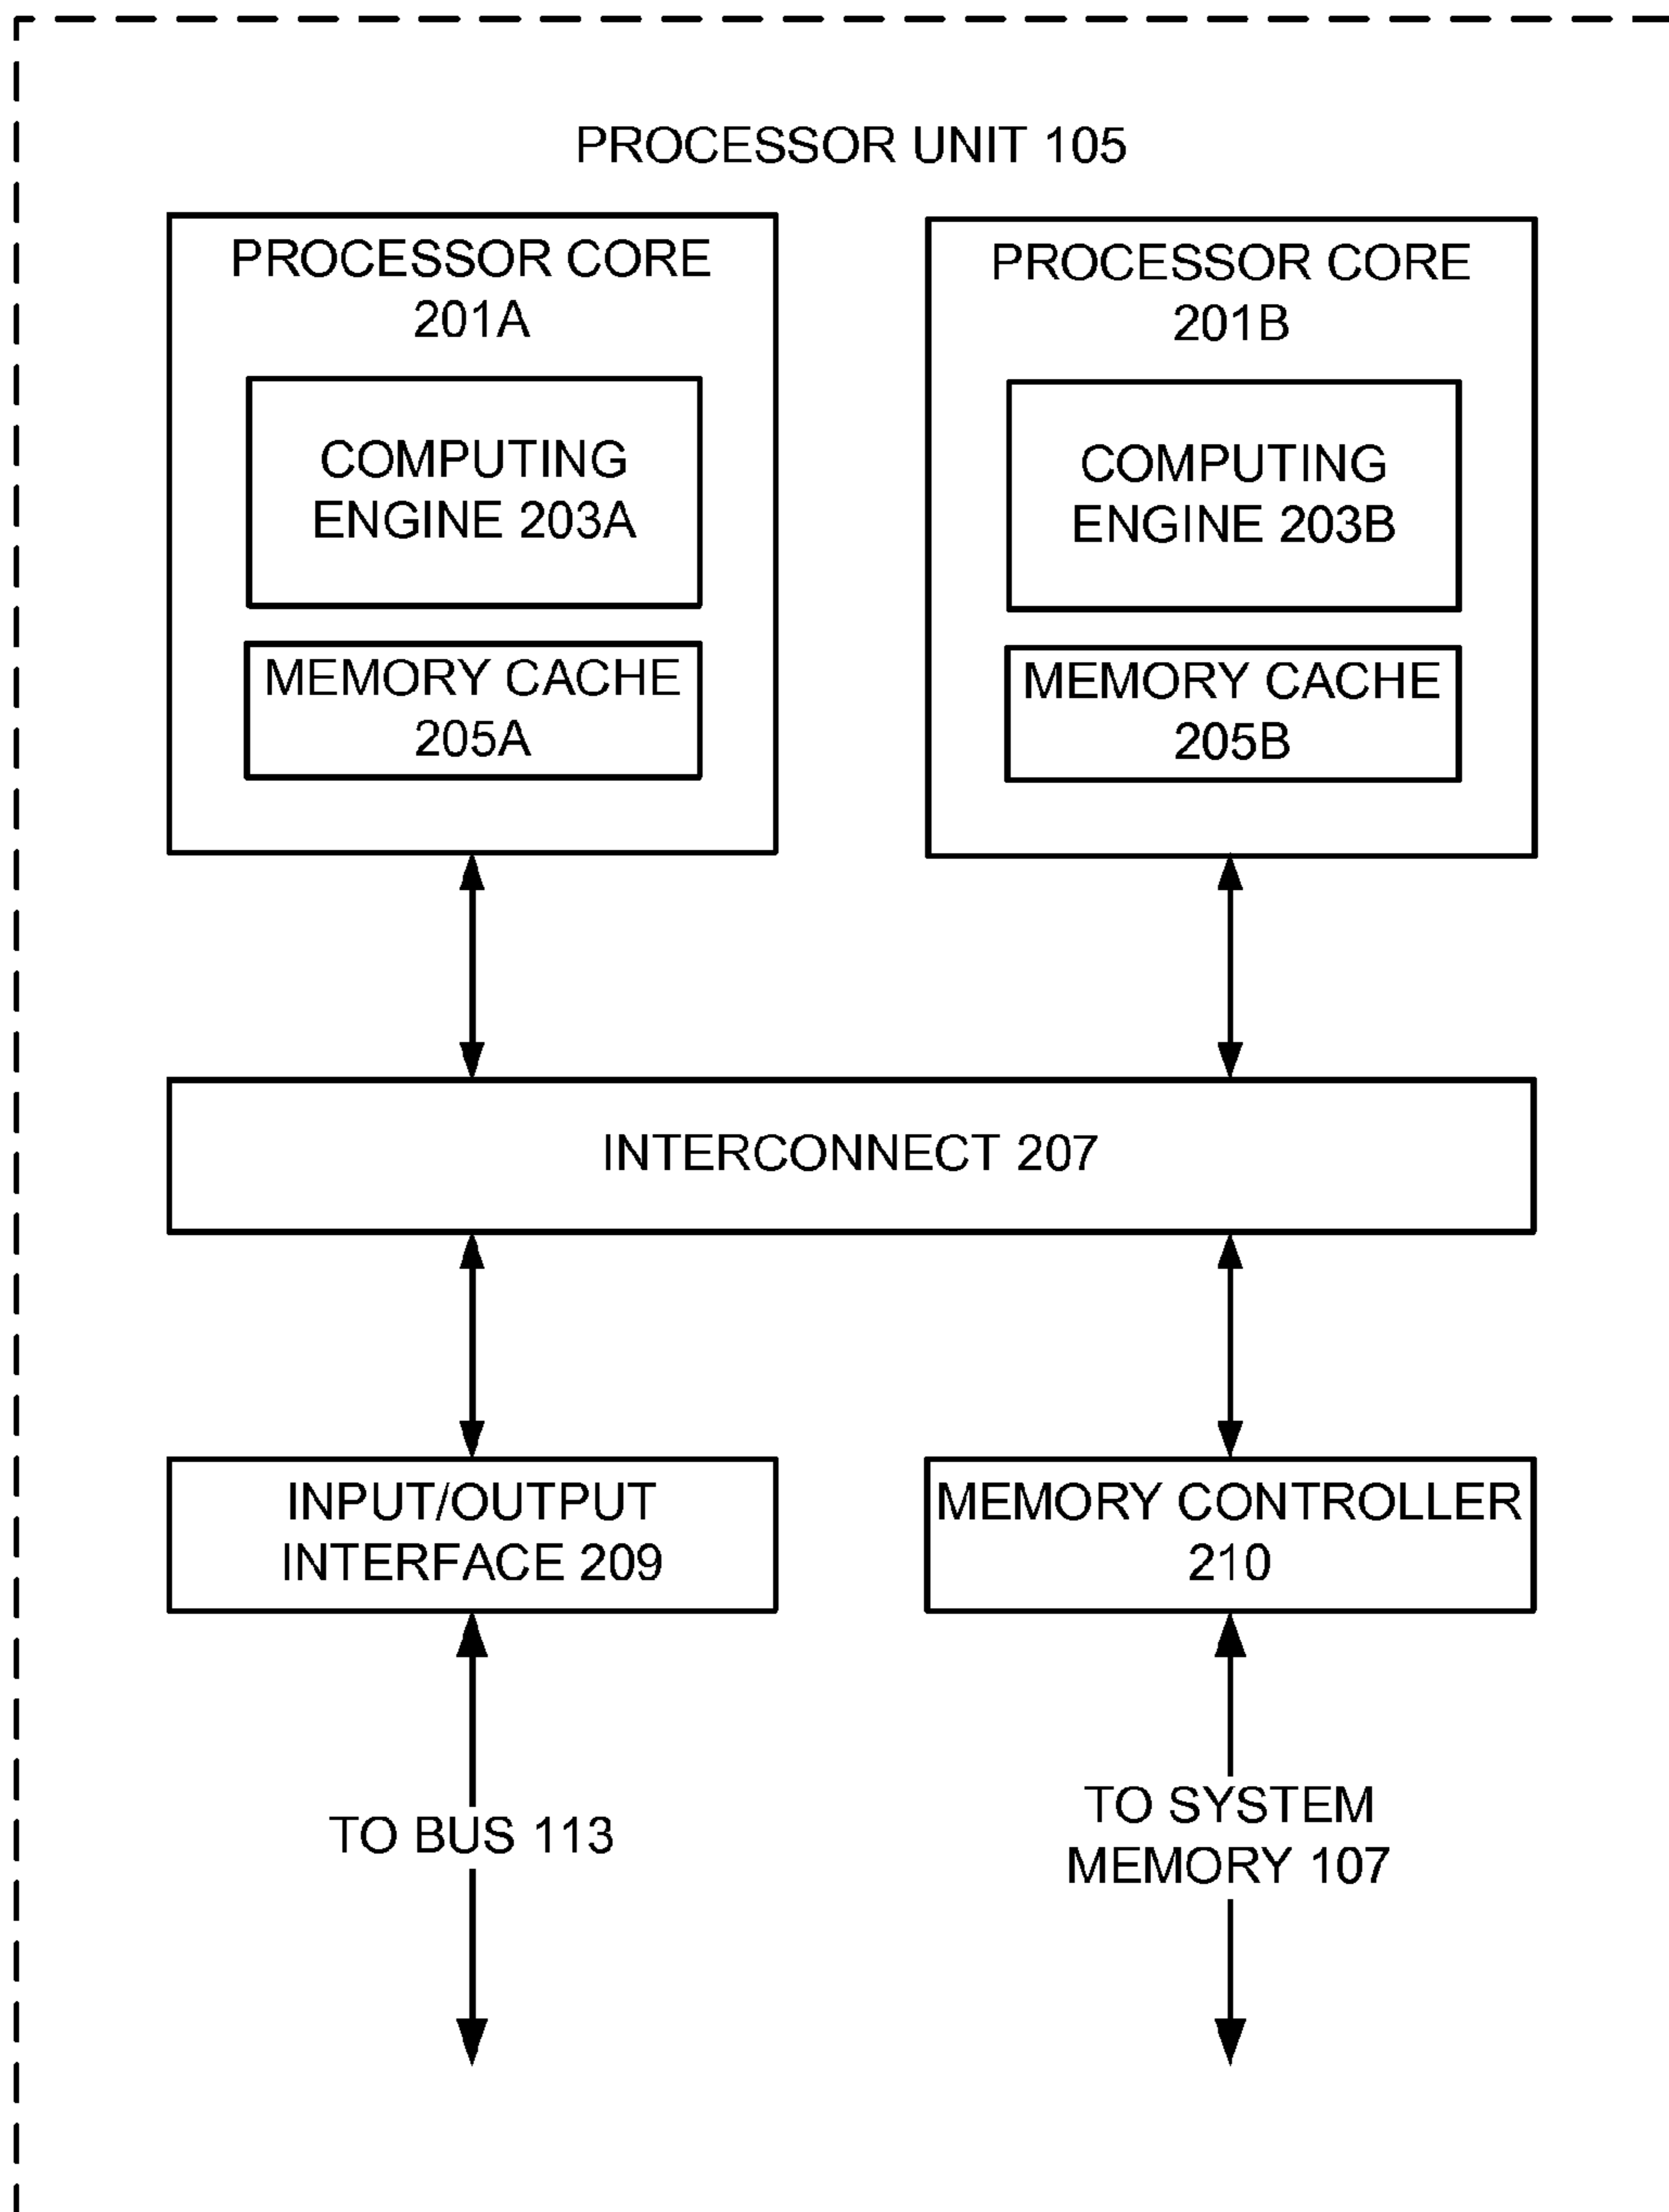 PROCESSOR UNIT 105
PROCESSOR CORE
201A
COMPUTING
ENGINE 203A
MEMORY CACHE
205A
PROCESSOR CORE
201B
COMPUTING
ENGINE 203B
MEMORY CACHE
205B
INTERCONNECT 207
INPUT/OUTPUT
INTERFACE 209
MEMORY CONTROLLER
210
TO BUS 113
TO SYSTEM
MEMORY 107